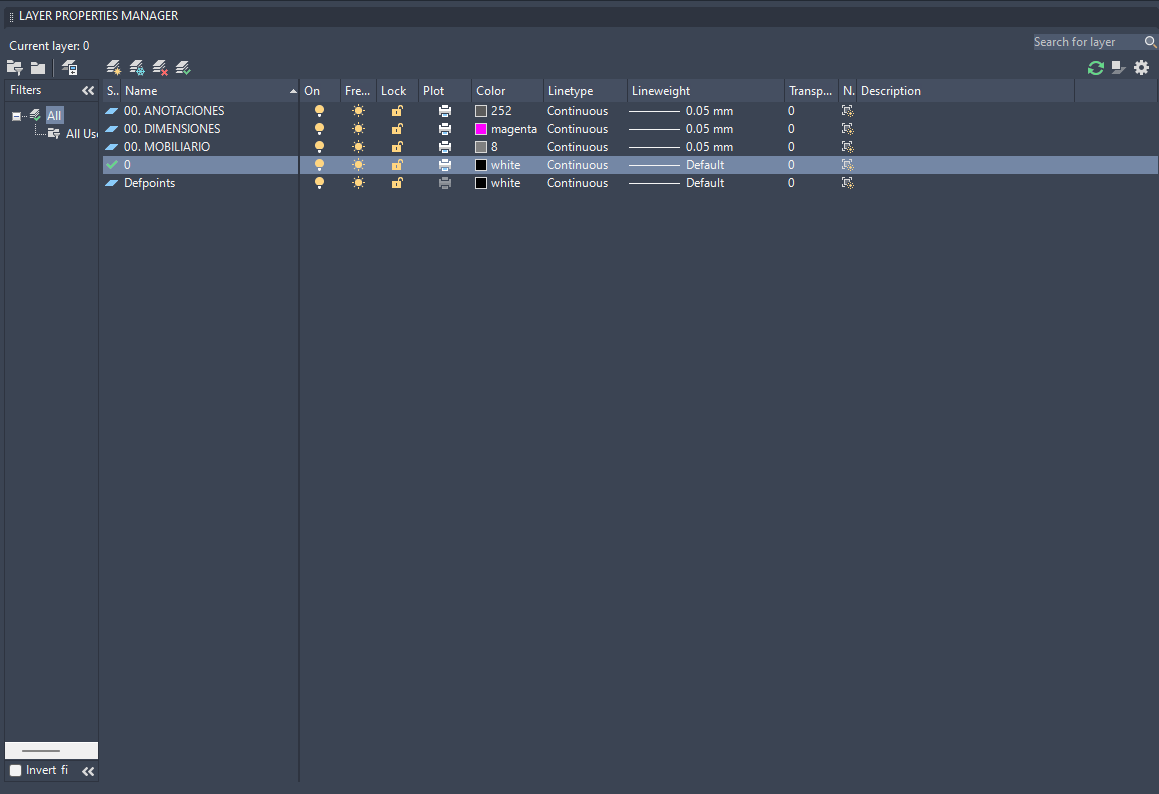 LAYER PROPERTIES MANAGER
Current layer: 0
Search for layer
Filters
S.. Name On Fre... Lock Plot Color Linetype Lineweight Transp... N. Description
All
All Use
00. ANOTACIONES 252 Continuous 0.05 mm 0
00. DIMENSIONES magenta Continuous 0.05 mm 0
00. MOBILIARIO 8 Continuous 0.05 mm 0
0 white Continuous Default 0
Defpoints white Continuous Default 0
Invert fi